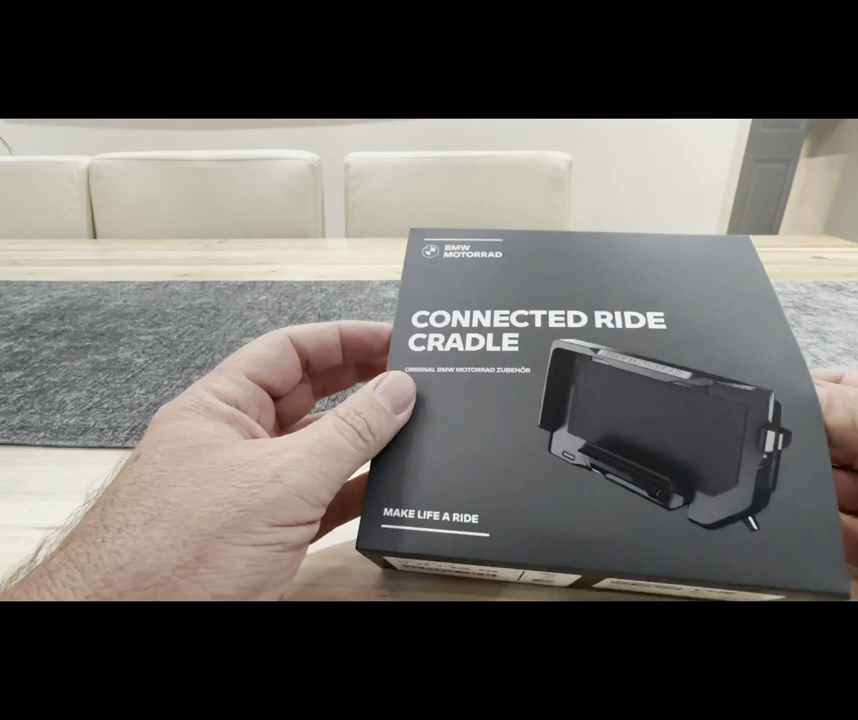 BMW
MOTORRAD
CONNECTED RIDE
CRADLE
ORIGINAL BMW MOTORRAD ZUBEHÖR
MAKE LIFE A RIDE